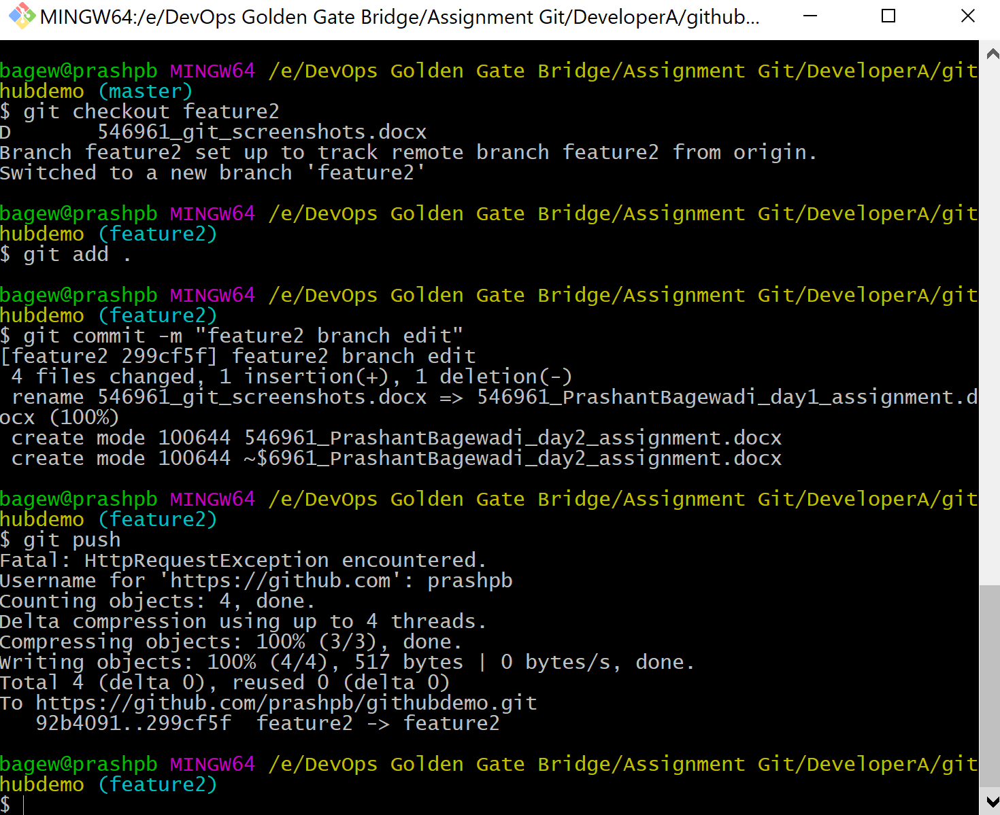 MINGW64:/e/DevOps Golden Gate Bridge/Assignment Git/DeveloperA/github...
bagew@prashpb MINGW64 /e/DevOps Golden Gate Bridge/Assignment Git/DeveloperA/git
hubdemo (master)
$ git checkout feature2
D       546961_git_screenshots.docx
Branch feature2 set up to track remote branch feature2 from origin.
Switched to a new branch 'feature2'
bagew@prashpb MINGW64 /e/DevOps Golden Gate Bridge/Assignment Git/DeveloperA/git
hubdemo (feature2)
$ git add .
bagew@prashpb MINGW64 /e/DevOps Golden Gate Bridge/Assignment Git/DeveloperA/git
hubdemo (feature2)
$ git commit -m "feature2 branch edit"
[feature2 299cf5f] feature2 branch edit
 4 files changed, 1 insertion(+), 1 deletion(-)
 rename 546961_git_screenshots.docx => 546961_PrashantBagewadi_day1_assignment.d
ocx (100%)
 create mode 100644 546961_PrashantBagewadi_day2_assignment.docx
 create mode 100644 ~$6961_PrashantBagewadi_day2_assignment.docx
bagew@prashpb MINGW64 /e/DevOps Golden Gate Bridge/Assignment Git/DeveloperA/git
hubdemo (feature2)
$ git push
Fatal: HttpRequestException encountered.
Username for 'https://github.com': prashpb
Counting objects: 4, done.
Delta compression using up to 4 threads.
Compressing objects: 100% (3/3), done.
Writing objects: 100% (4/4), 517 bytes | 0 bytes/s, done.
Total 4 (delta 0), reused 0 (delta 0)
To https://github.com/prashpb/githubdemo.git
   92b4091..299cf5f  feature2 -> feature2
bagew@prashpb MINGW64 /e/DevOps Golden Gate Bridge/Assignment Git/DeveloperA/git
hubdemo (feature2)
$